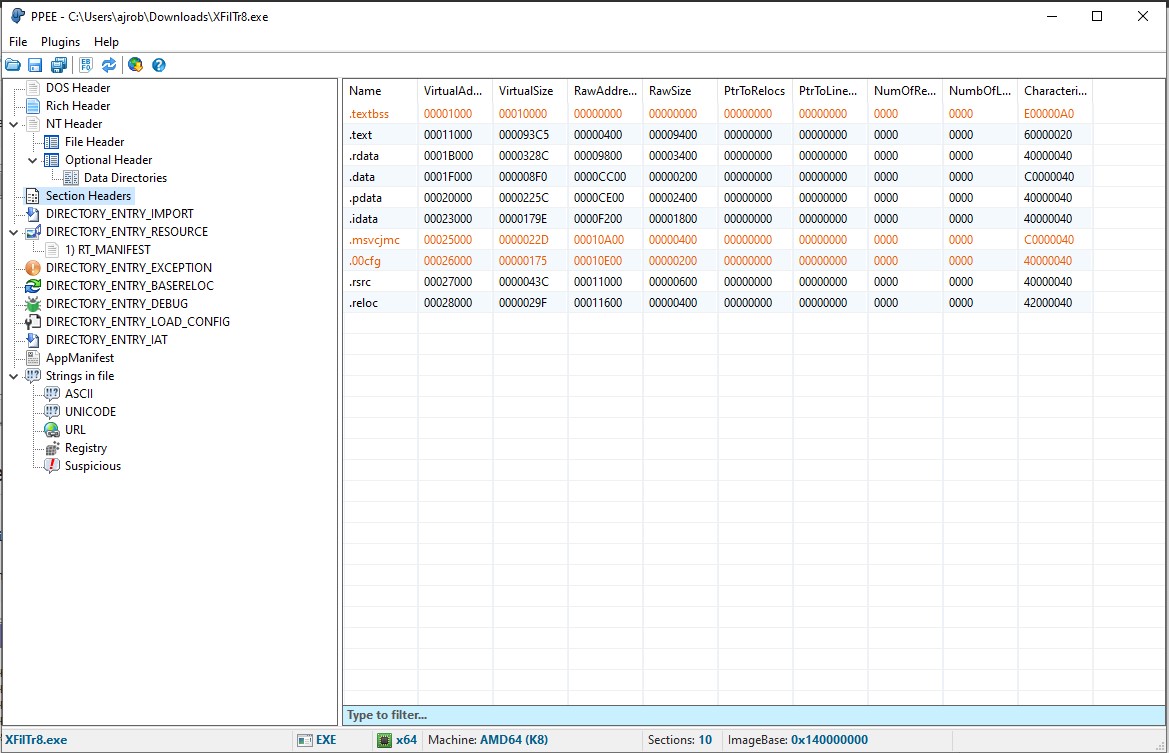 PPEE - C:\Users\ajrob\Downloads\XFilTr8.exe
File Plugins Help
DOS Header
Rich Header
NT Header
File Header
Optional Header
Data Directories
Section Headers
DIRECTORY_ENTRY_IMPORT
DIRECTORY_ENTRY_RESOURCE
1) RT_MANIFEST
DIRECTORY_ENTRY_EXCEPTION
DIRECTORY_ENTRY_BASERELOC
DIRECTORY_ENTRY_DEBUG
DIRECTORY_ENTRY_LOAD_CONFIG
DIRECTORY_ENTRY_IAT
AppManifest
Strings in file
ASCII
UNICODE
URL
Registry
Suspicious
Name VirtualAd... VirtualSize RawAddre... RawSize PtrToRelocs PtrToLine... NumOfRe... NumbOfL... Characteri...
.textbss 00001000 00010000 00000000 00000000 00000000 00000000 0000 0000 E00000A0
.text 00011000 000093C5 00000400 00009400 00000000 00000000 0000 0000 60000020
.rdata 0001B000 0000328C 00009800 00003400 00000000 00000000 0000 0000 40000040
.data 0001F000 000008F0 0000CC00 00000200 00000000 00000000 0000 0000 C0000040
.pdata 00020000 0000225C 0000CE00 00002400 00000000 00000000 0000 0000 40000040
.idata 00023000 0000179E 0000F200 00001800 00000000 00000000 0000 0000 40000040
.msvcjmc 00025000 0000022D 00010A00 00000400 00000000 00000000 0000 0000 C0000040
.00cfg 00026000 00000175 00010E00 00000200 00000000 00000000 0000 0000 40000040
.rsrc 00027000 0000043C 00011000 00000600 00000000 00000000 0000 0000 40000040
.reloc 00028000 0000029F 00011600 00000400 00000000 00000000 0000 0000 42000040
Type to filter...
XFilTr8.exe EXE x64 Machine: AMD64 (K8) Sections: 10 ImageBase: 0x140000000